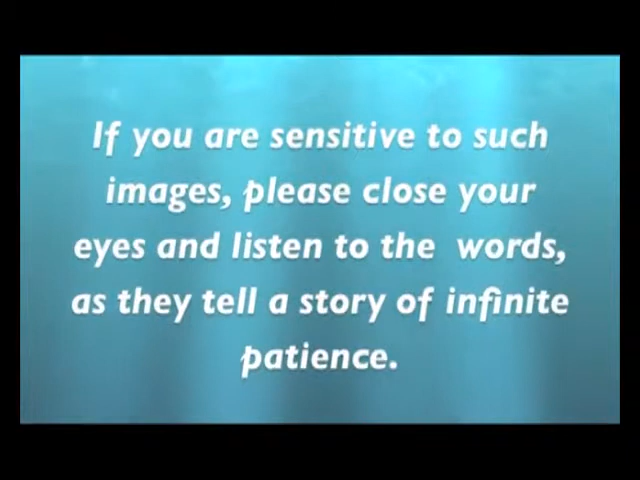 If you are sensitive to such
images, please close your
eyes and listen to the words,
as they tell a story of infinite
patience.